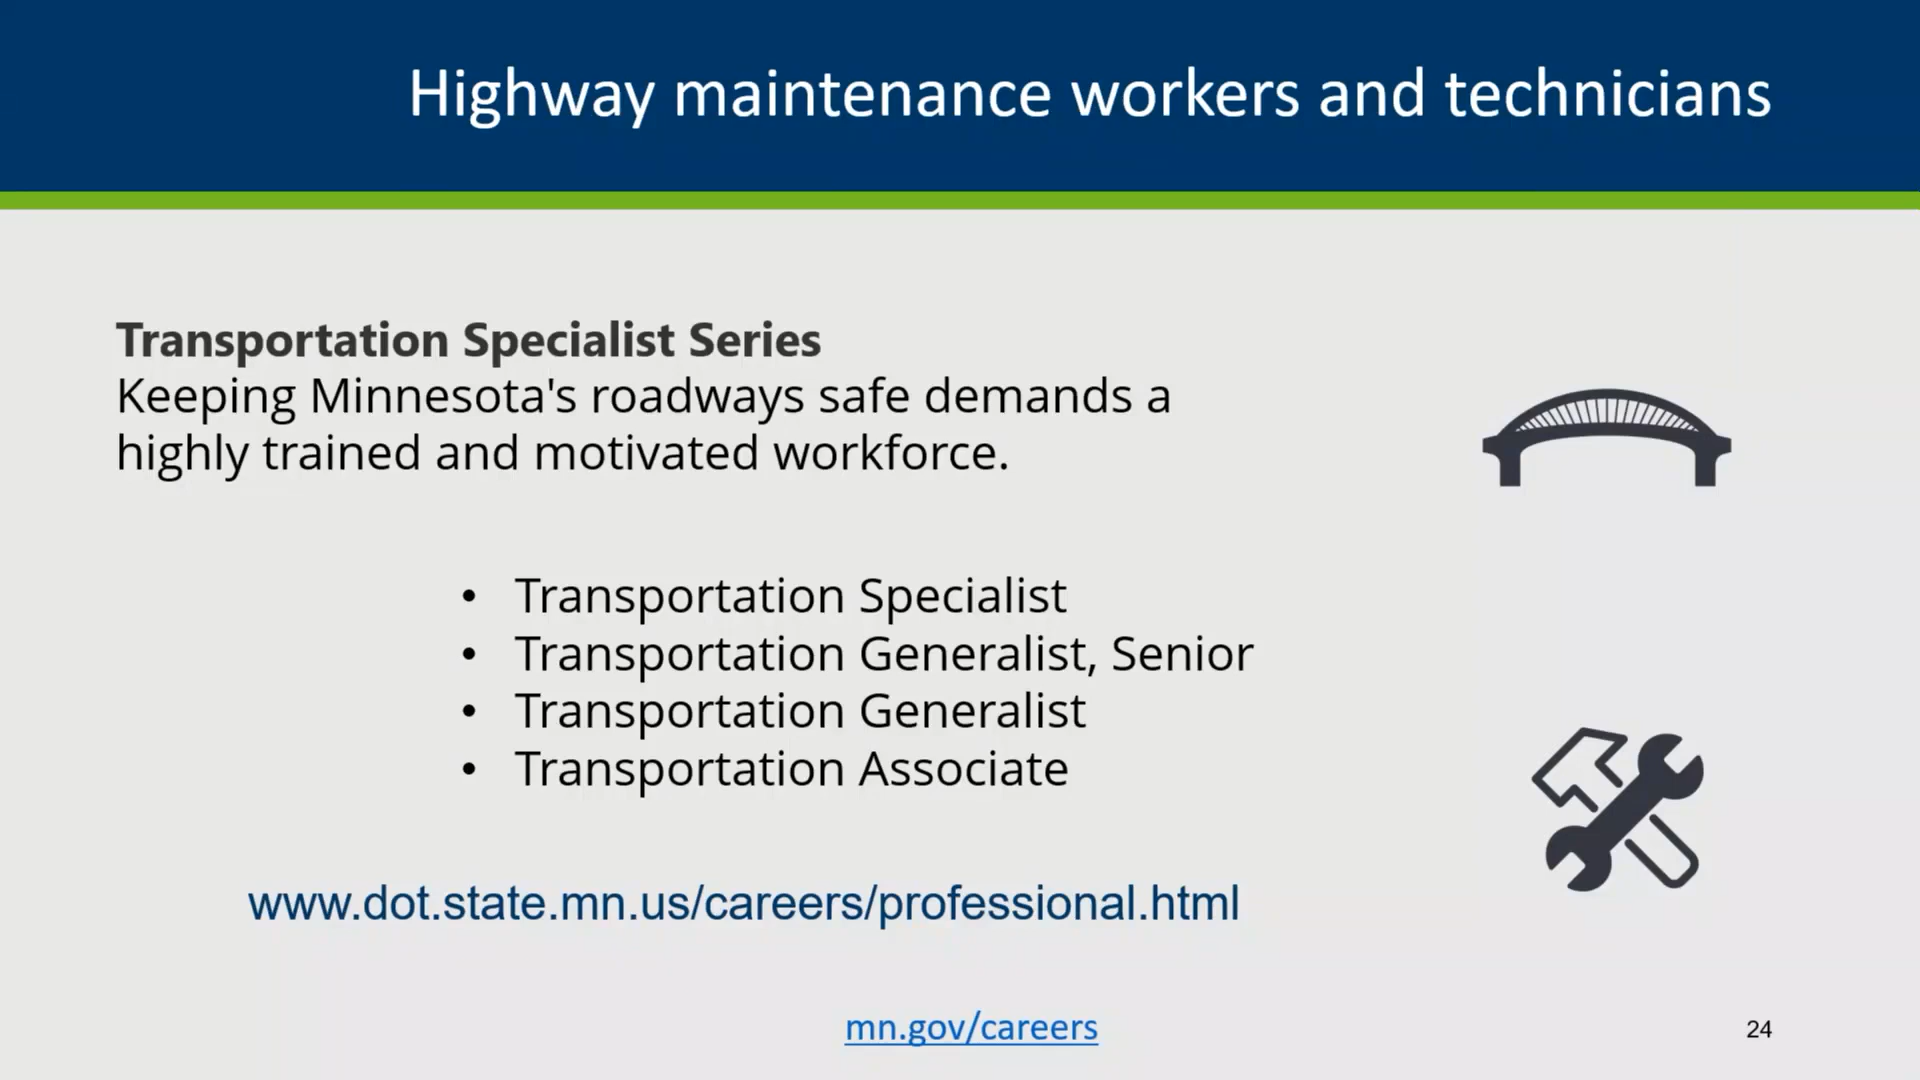 Highway maintenance workers and technicians
Transportation Specialist Series
Keeping Minnesota's roadways safe demands a
highly trained and motivated workforce.
• Transportation Specialist
• Transportation Generalist, Senior
• Transportation Generalist
• Transportation Associate
www.dot.state.mn.us/careers/professional.html
mn.gov/careers
24